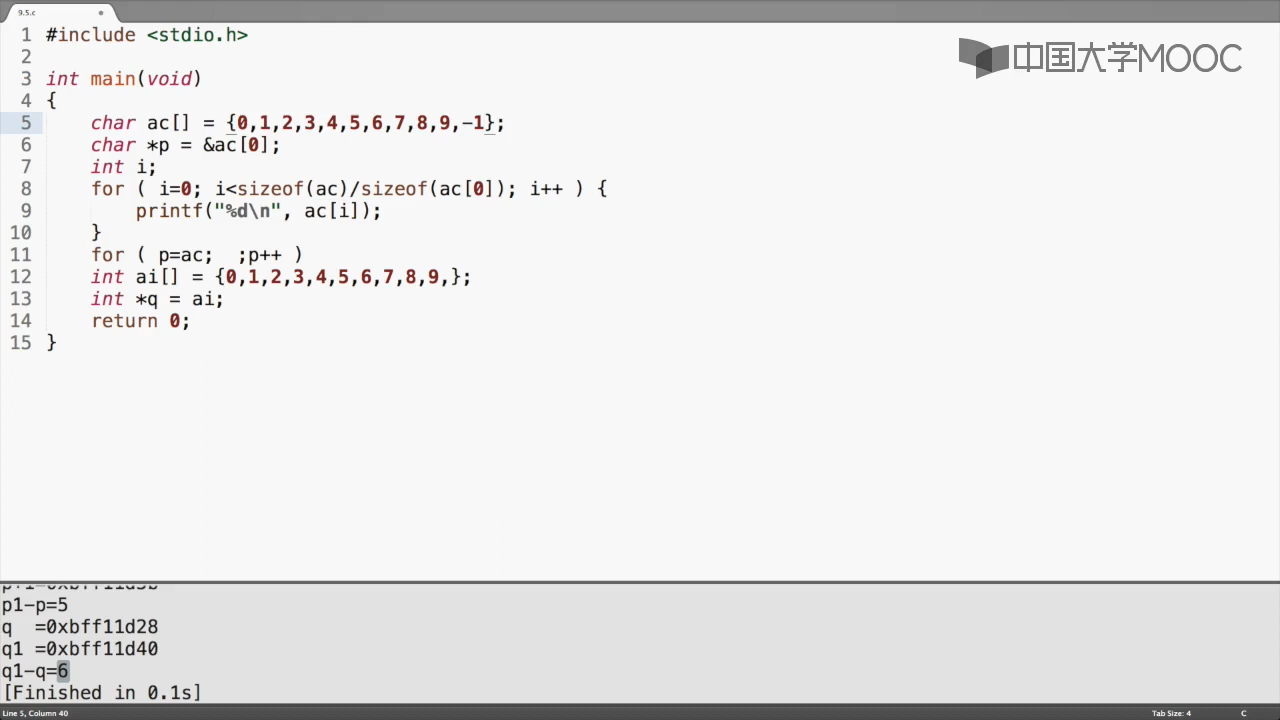 9.5.c
中国大学MOOC
1 #include <stdio.h>
2
3 int main(void)
4 {
5     char ac[] = {0,1,2,3,4,5,6,7,8,9,-1};
6     char *p = &ac[0];
7     int i;
8     for ( i=0; i<sizeof(ac)/sizeof(ac[0]); i++ ) {
9         printf("%d\n", ac[i]);
10     }
11     for ( p=ac;  ;p++ )
12     int ai[] = {0,1,2,3,4,5,6,7,8,9,};
13     int *q = ai;
14     return 0;
15 }
p1-p=5
q  =0xbff11d28
q1 =0xbff11d40
q1-q=6
[Finished in 0.1s]
Line 5, Column 40
Tab Size: 4
C